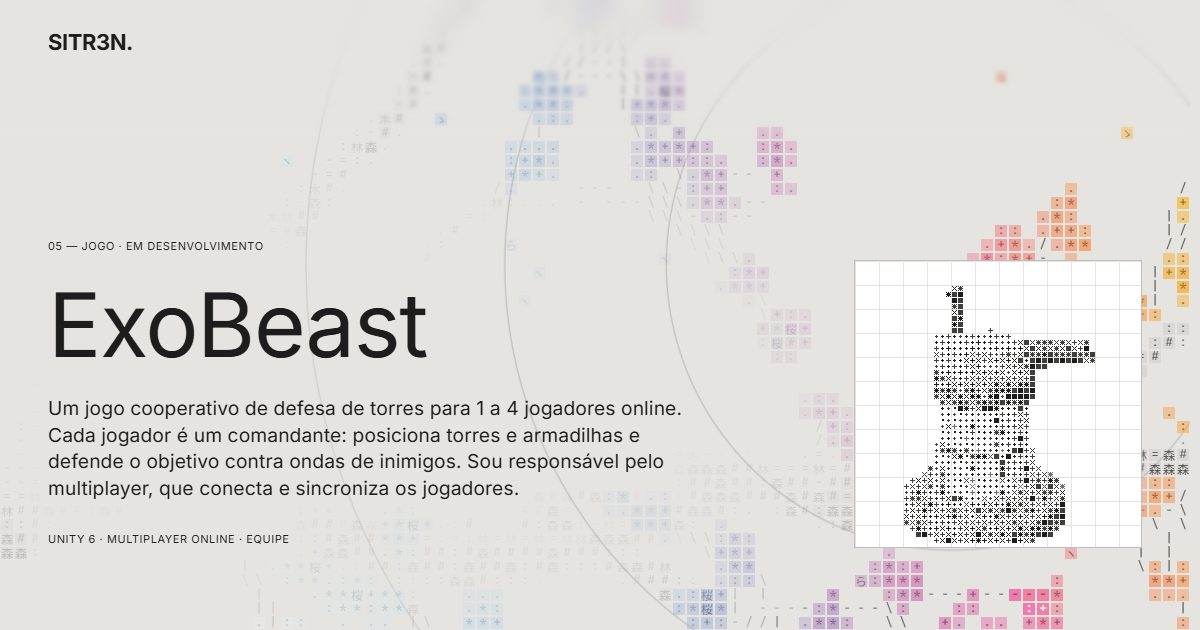 SITR3N.
05 — JOGO · EM DESENVOLVIMENTO
ExoBeast
Um jogo cooperativo de defesa de torres para 1 a 4 jogadores online.
Cada jogador é um comandante: posiciona torres e armadilhas e
defende o objetivo contra ondas de inimigos. Sou responsável pelo
multiplayer, que conecta e sincroniza os jogadores.
UNITY 6 · MULTIPLAYER ONLINE · EQUIPE